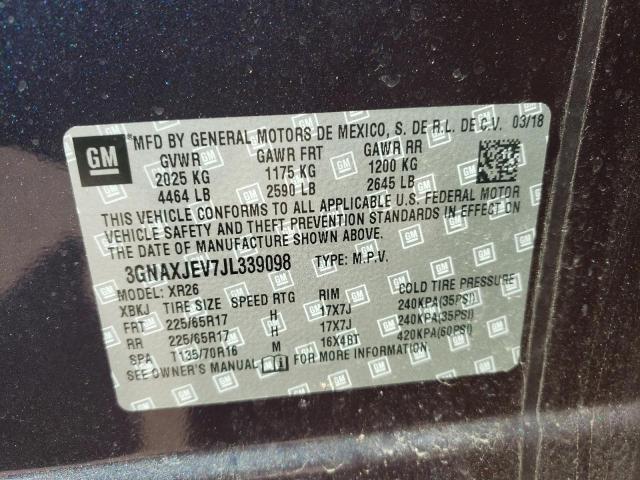 GM *MFD BY GENERAL MOTORS DE MEXICO, S. DE R.L. DE C.V. 03/18
GVWR GAWR FRT GAWR RR
2025 KG 1175 KG 1200 KG
4464 LB 2590 LB 2645 LB
THIS VEHICLE CONFORMS TO ALL APPLICABLE U.S. FEDERAL MOTOR
VEHICLE SAFETY AND THEFT PREVENTION STANDARDS IN EFFECT ON
THE DATE OF MANUFACTURE SHOWN ABOVE.
3GNAXJEV7JL339098 TYPE: M.P.V.
MODEL: XR26
XBKJ TIRE SIZE SPEED RTG RIM COLD TIRE PRESSURE
FRT 225/65R17 H 17X7J 240KPA(35PSI)
RR 225/65R17 H 17X7J 240KPA(35PSI)
SPA T135/70R16 M 16X4BT 420KPA(60PSI)
SEE OWNER'S MANUAL FOR MORE INFORMATION.